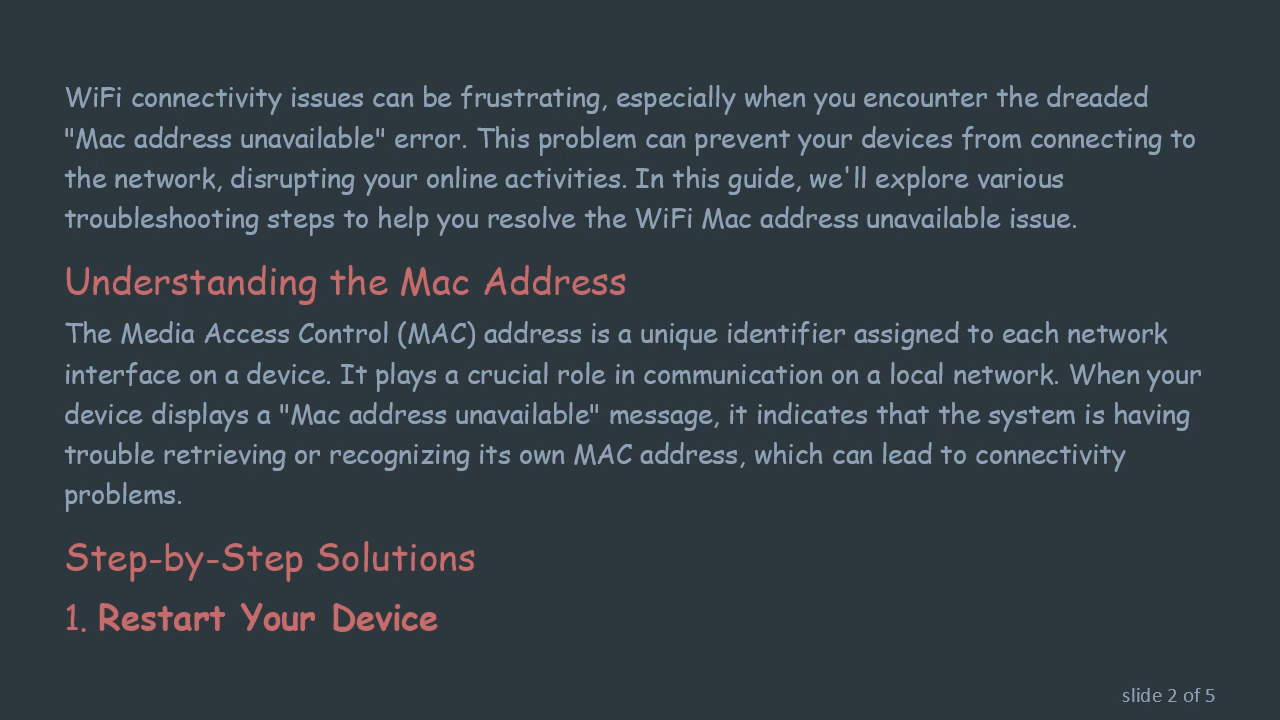 WiFi connectivity issues can be frustrating, especially when you encounter the dreaded
"Mac address unavailable" error. This problem can prevent your devices from connecting to
the network, disrupting your online activities. In this guide, we'll explore various
troubleshooting steps to help you resolve the WiFi Mac address unavailable issue.
Understanding the Mac Address
The Media Access Control (MAC) address is a unique identifier assigned to each network
interface on a device. It plays a crucial role in communication on a local network. When your
device displays a "Mac address unavailable" message, it indicates that the system is having
trouble retrieving or recognizing its own MAC address, which can lead to connectivity
problems.
Step-by-Step Solutions
1. Restart Your Device
slide 2 of 5